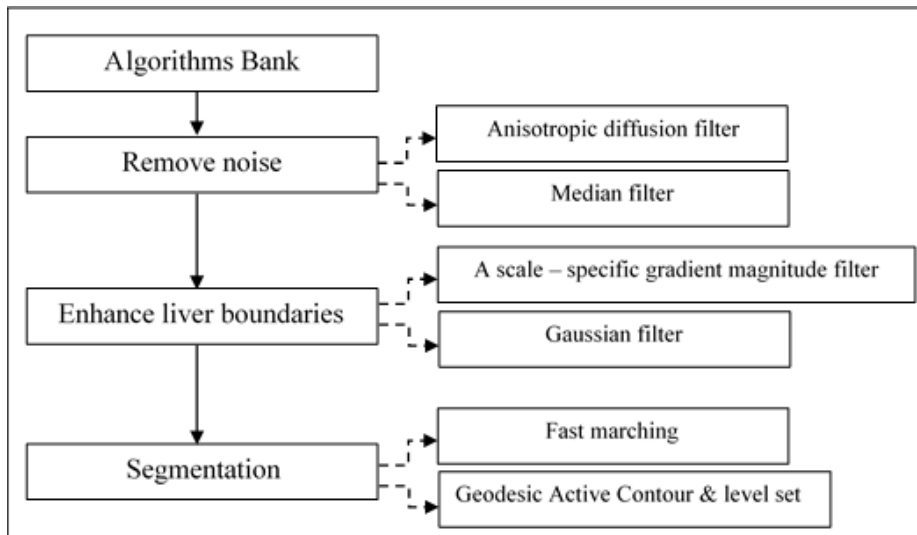 Algorithms Bank
Remove noise
Anisotropic diffusion filter
Median filter
Enhance liver boundaries
A scale – specific gradient magnitude filter
Gaussian filter
Segmentation
Fast marching
Geodesic Active Contour & level set